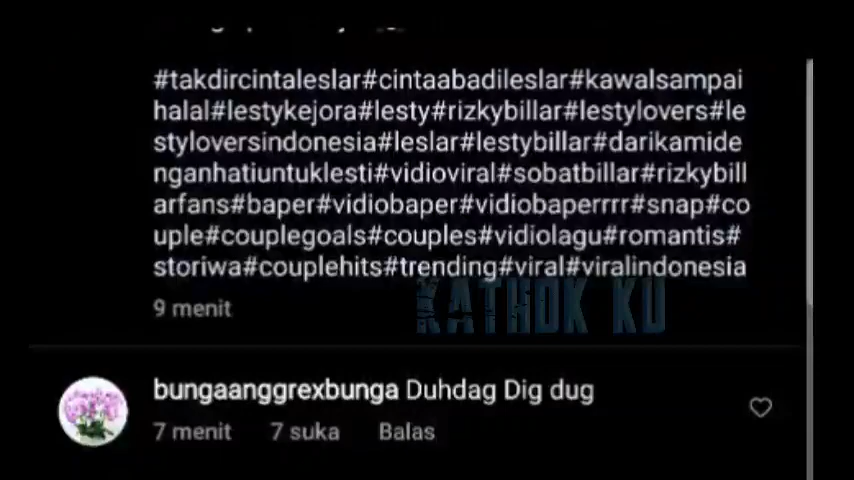 #takdircintaleslar#cintaabadileslar#kawalsampai
halal#lestykejora#lesty#rizkybillar#lestylovers#le
styloversindonesia#leslar#lestybillar#darikamide
nganhatiuntuklesti#vidioviral#sobatbillar#rizkybill
arfans#baper#vidiobaper#vidiobaperrrr#snap#co
uple#couplegoals#couples#vidiolagu#romantis#
storiwa#couplehits#trending#viral#viralindonesia
9 menit
KATHOK KU
bungaanggrexbunga Duhdag Dig dug
7 menit 7 suka Balas